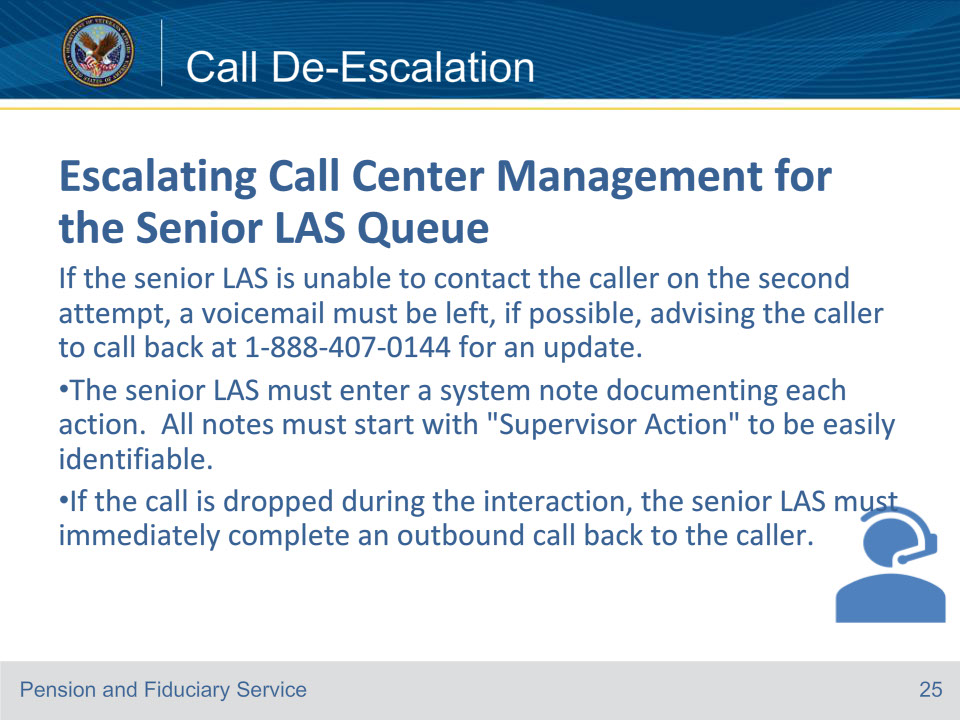 Call De-Escalation
Escalating Call Center Management for
the Senior LAS Queue
If the senior LAS is unable to contact the caller on the second
attempt, a voicemail must be left, if possible, advising the caller
to call back at 1-888-407-0144 for an update.
•The senior LAS must enter a system note documenting each
action.  All notes must start with "Supervisor Action" to be easily
identifiable.
•If the call is dropped during the interaction, the senior LAS must
immediately complete an outbound call back to the caller.
Pension and Fiduciary Service
25